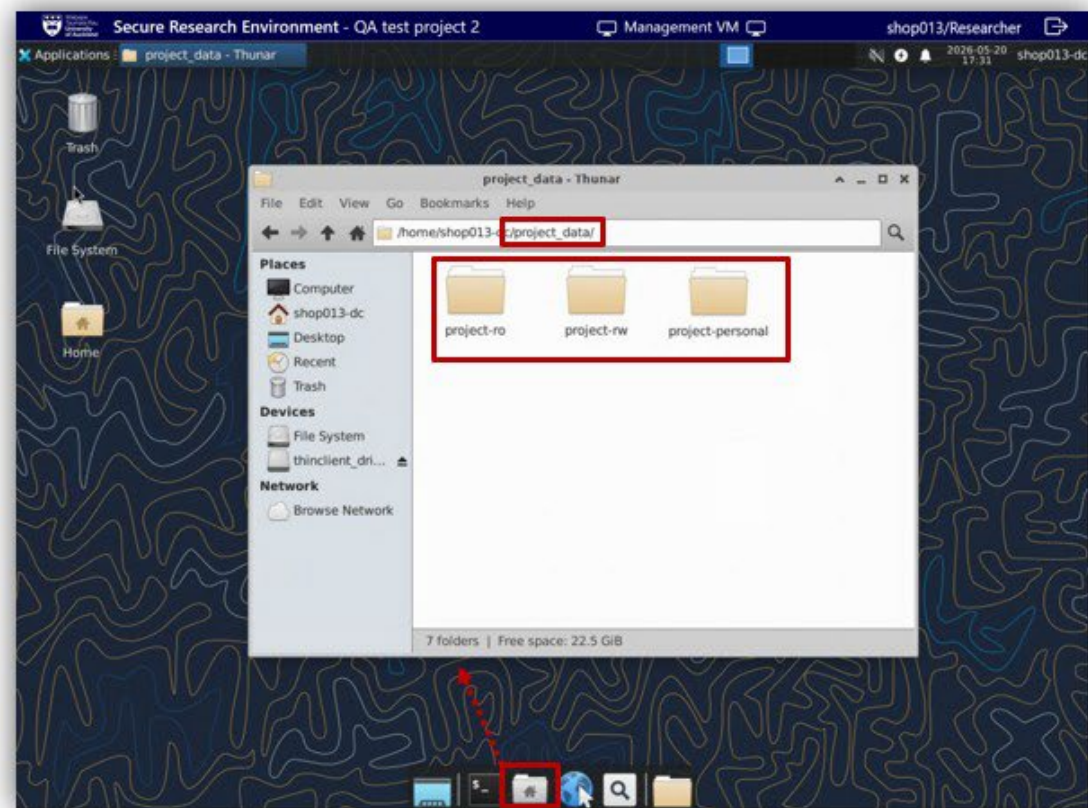 Secure Research Environment - QA test project 2
Management VM
shop013/Researcher
Applications
project_data - Thunar
2026-05-20
17:31
shop013-dc
Trash
File System
Home
project_data - Thunar
File Edit View Go Bookmarks Help
/home/shop013-dc/project_data/
Places
Computer
shop013-dc
Desktop
Recent
Trash
Devices
File System
thinclient_dri...
Network
Browse Network
project-ro
project-rw
project-personal
7 folders | Free space: 22.5 GiB